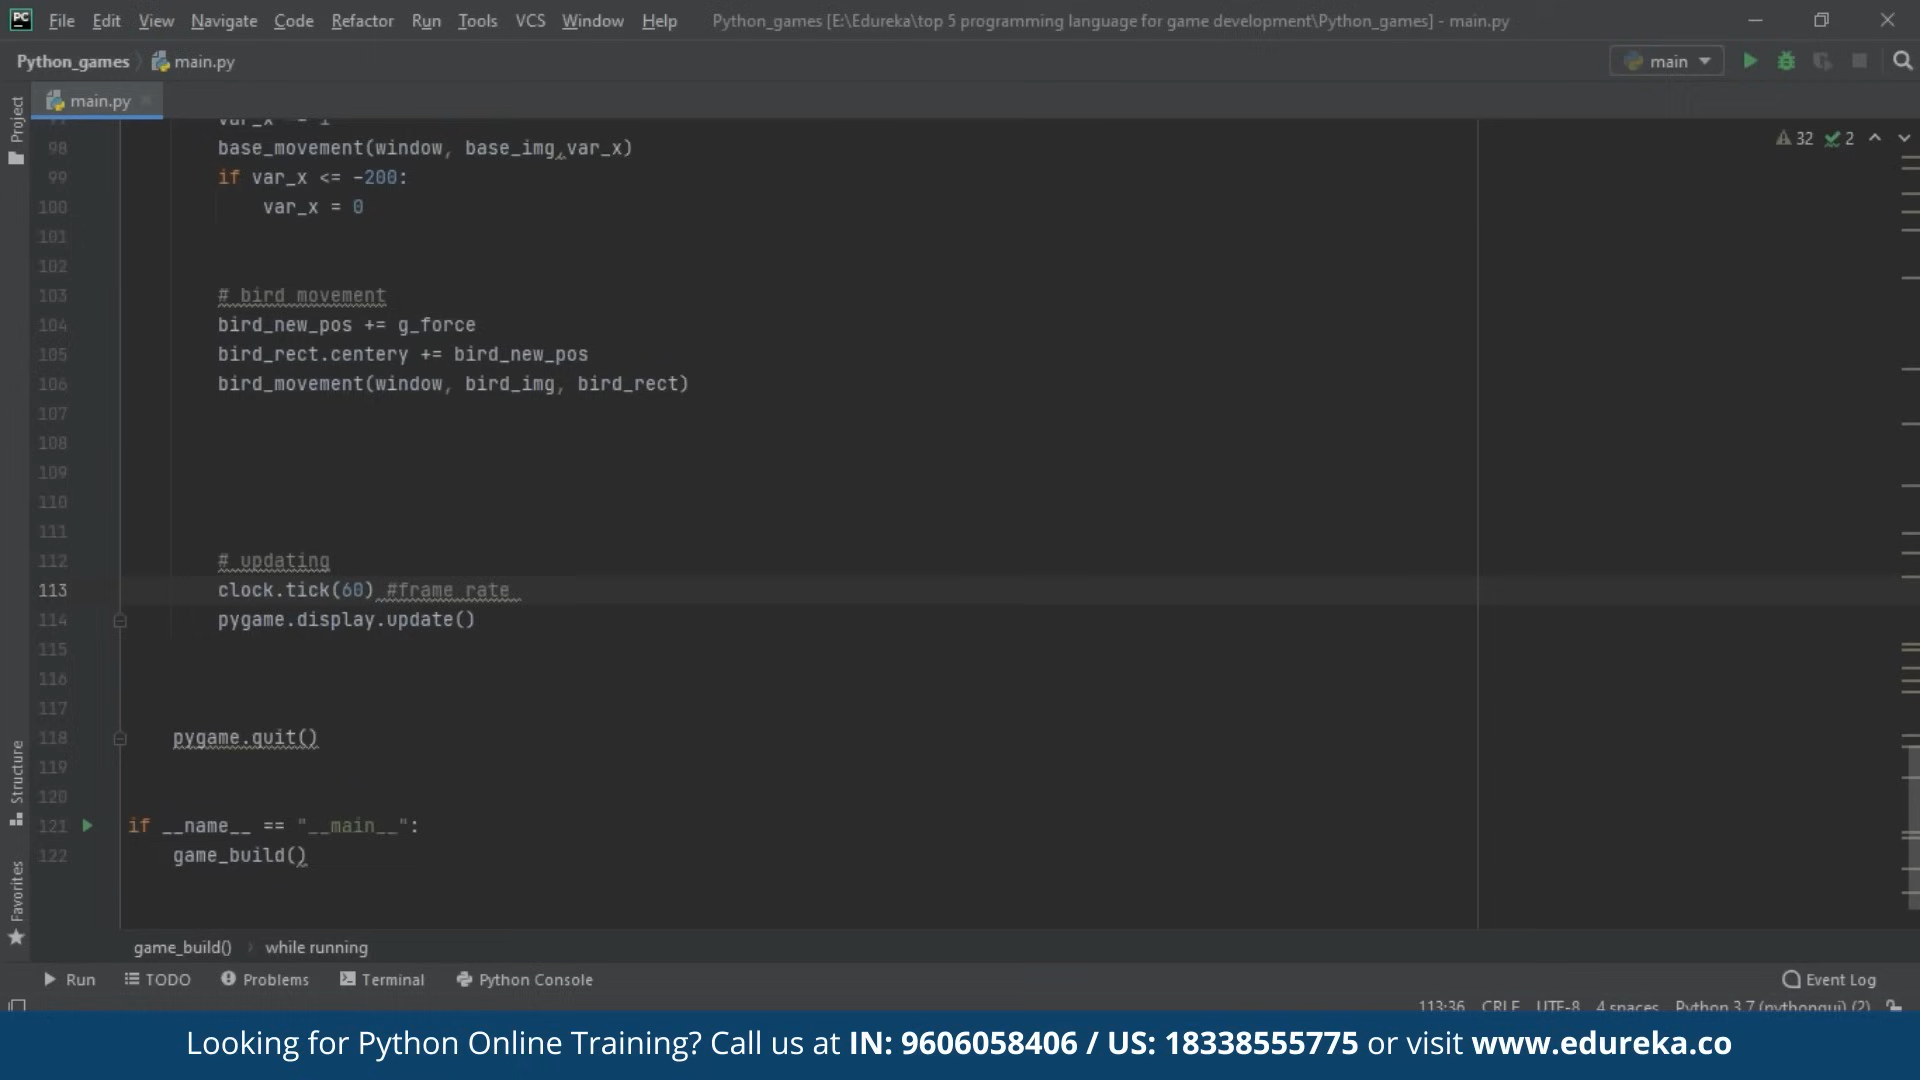 PC File Edit View Navigate Code Refactor Run Tools VCS Window Help Python_games [E:\Edureka\top 5 programming language for game development\Python_games] - main.py
Python_games main.py main
Project
main.py
32 2
98 base_movement(window, base_img,var_x)
99 if var_x <= -200:
100 var_x = 0
101
102
103 # bird movement
104 bird_new_pos += g_force
105 bird_rect.centery += bird_new_pos
106 bird_movement(window, bird_img, bird_rect)
107
108
109
110
111
112 # updating
113 clock.tick(60) #frame rate
114 pygame.display.update()
115
116
117
118 pygame.quit()
119
120
121 if __name__ == "__main__":
122 game_build()
Structure
Favorites
game_build() while running
Run TODO Problems Terminal Python Console Event Log
113:36 CRLF UTF-8 4 spaces Python 3.7 (pythongui) (2)
Looking for Python Online Training? Call us at IN: 9606058406 / US: 18338555775 or visit www.edureka.co